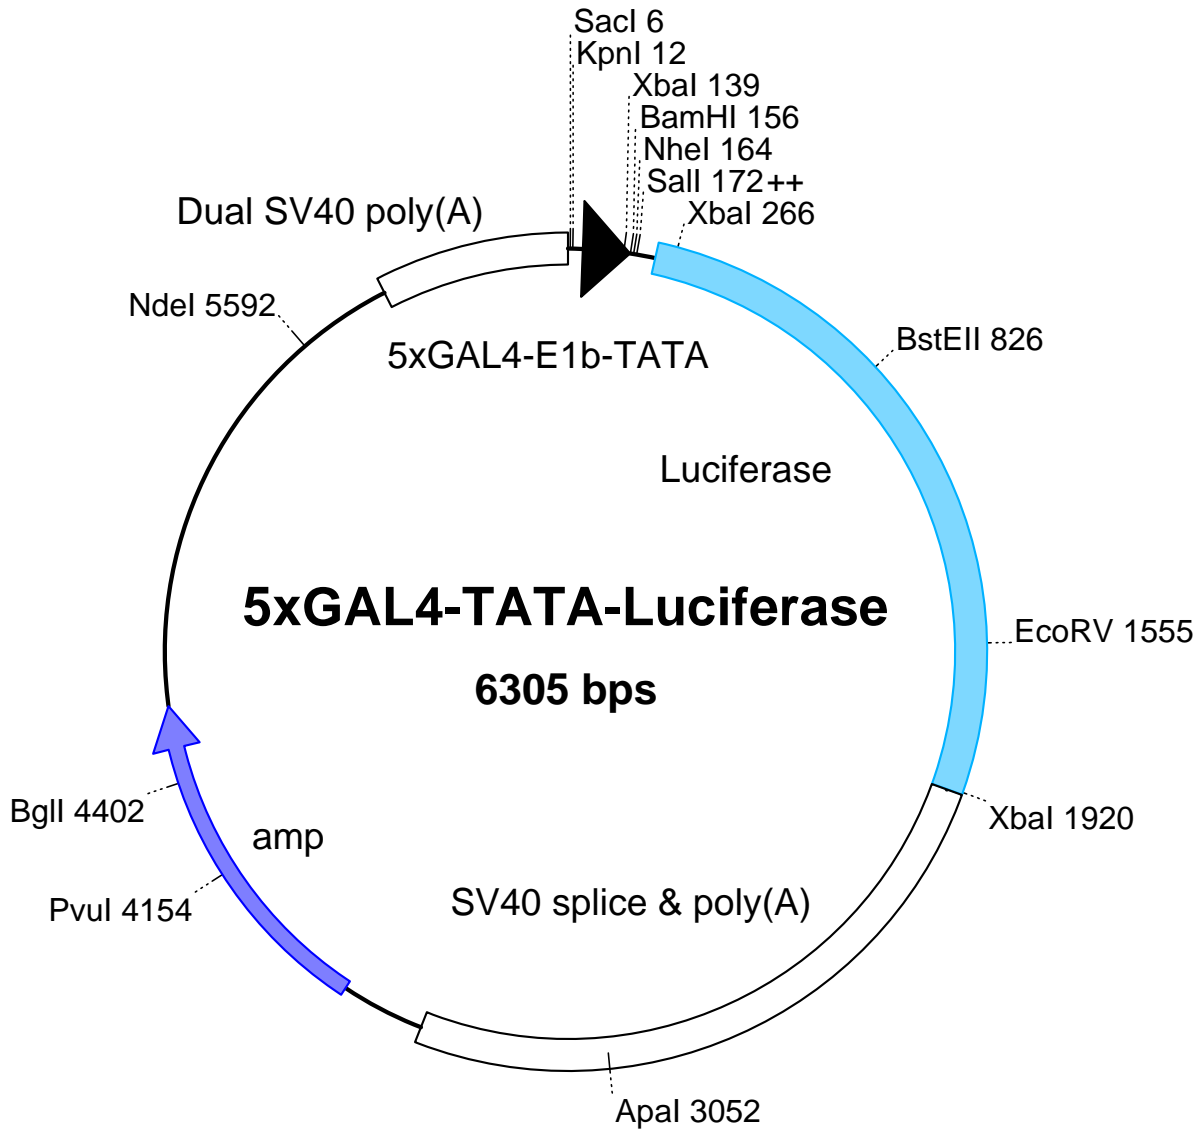 SacI 6
KpnI 12
XbaI 139
BamHI 156
NheI 164
SalI 172++
XbaI 266
Dual SV40 poly(A)
NdeI 5592
BstEII 826
5xGAL4-E1b-TATA
Luciferase
5xGAL4-TATA-Luciferase
6305 bps
EcoRV 1555
BglI 4402
XbaI 1920
amp
SV40 splice & poly(A)
PvuI 4154
ApaI 3052